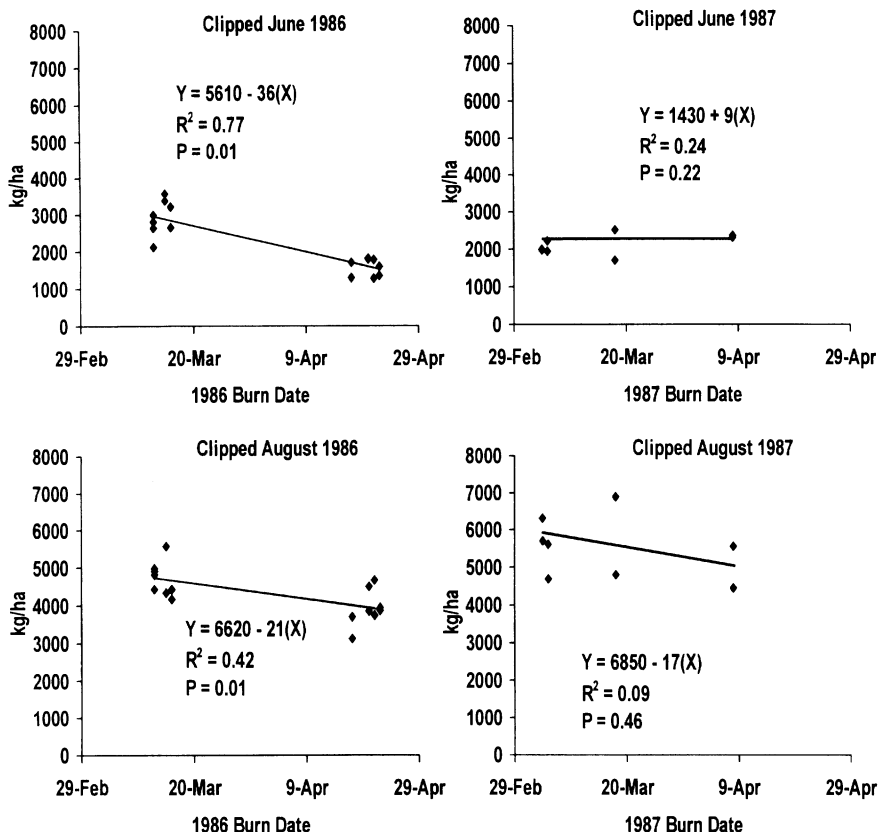 Clipped June 1986
8000
7000
6000
5000
4000
3000
2000
1000
0
kg/ha
Y = 5610 - 36(X)
R² = 0.77
P = 0.01
29-Feb 20-Mar 9-Apr 29-Apr
1986 Burn Date
Clipped June 1987
8000
7000
6000
5000
4000
3000
2000
1000
0
kg/ha
Y = 1430 + 9(X)
R² = 0.24
P = 0.22
29-Feb 20-Mar 9-Apr 29-Apr
1987 Burn Date
Clipped August 1986
8000
7000
6000
5000
4000
3000
2000
1000
0
kg/ha
Y = 6620 - 21(X)
R² = 0.42
P = 0.01
29-Feb 20-Mar 9-Apr 29-Apr
1986 Burn Date
Clipped August 1987
8000
7000
6000
5000
4000
3000
2000
1000
0
kg/ha
Y = 6850 - 17(X)
R² = 0.09
P = 0.46
29-Feb 20-Mar 9-Apr 29-Apr
1987 Burn Date